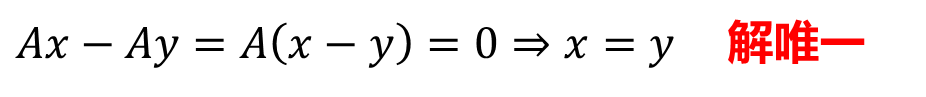 Ax − Ay = A(x − y) = 0 ⇒ x = y 解唯一